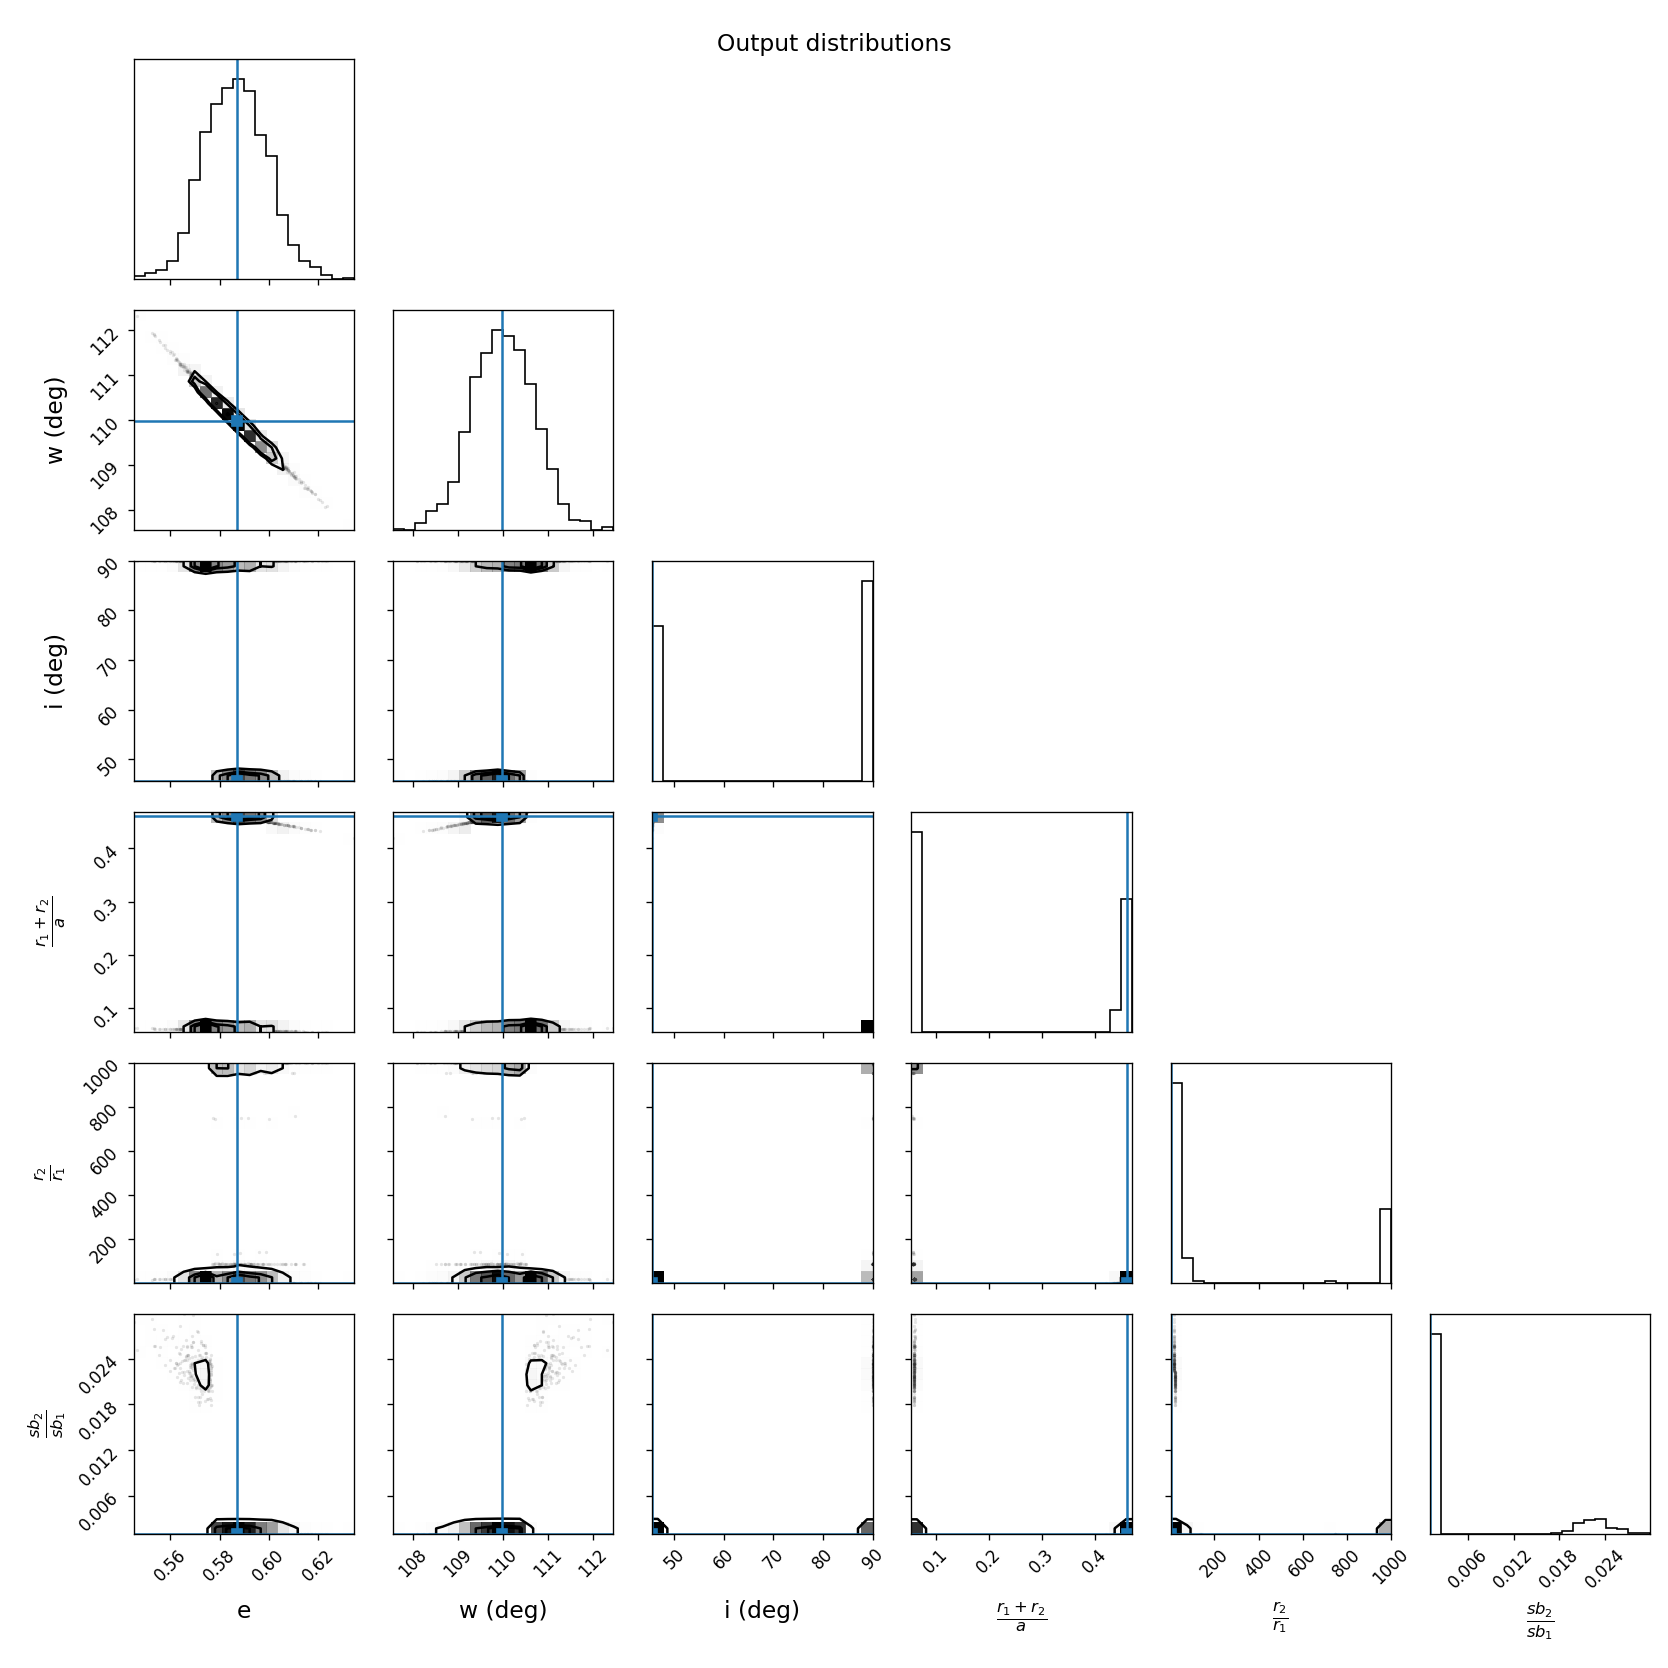 Output distributions
w (deg)
112
111
110
109
108
i (deg)
90
80
70
60
50
r1 + r2
a
0.4
0.3
0.2
0.1
r2
r1
1000
800
600
400
200
sb2
sb1
0.024
0.018
0.012
0.006
0.56 0.58 0.60 0.62
108 109 110 111 112
50 60 70 80 90
0.1 0.2 0.3 0.4
200 400 600 800 1000
0.006 0.012 0.018 0.024
e
w (deg)
i (deg)
r1 + r2
a
r2
r1
sb2
sb1